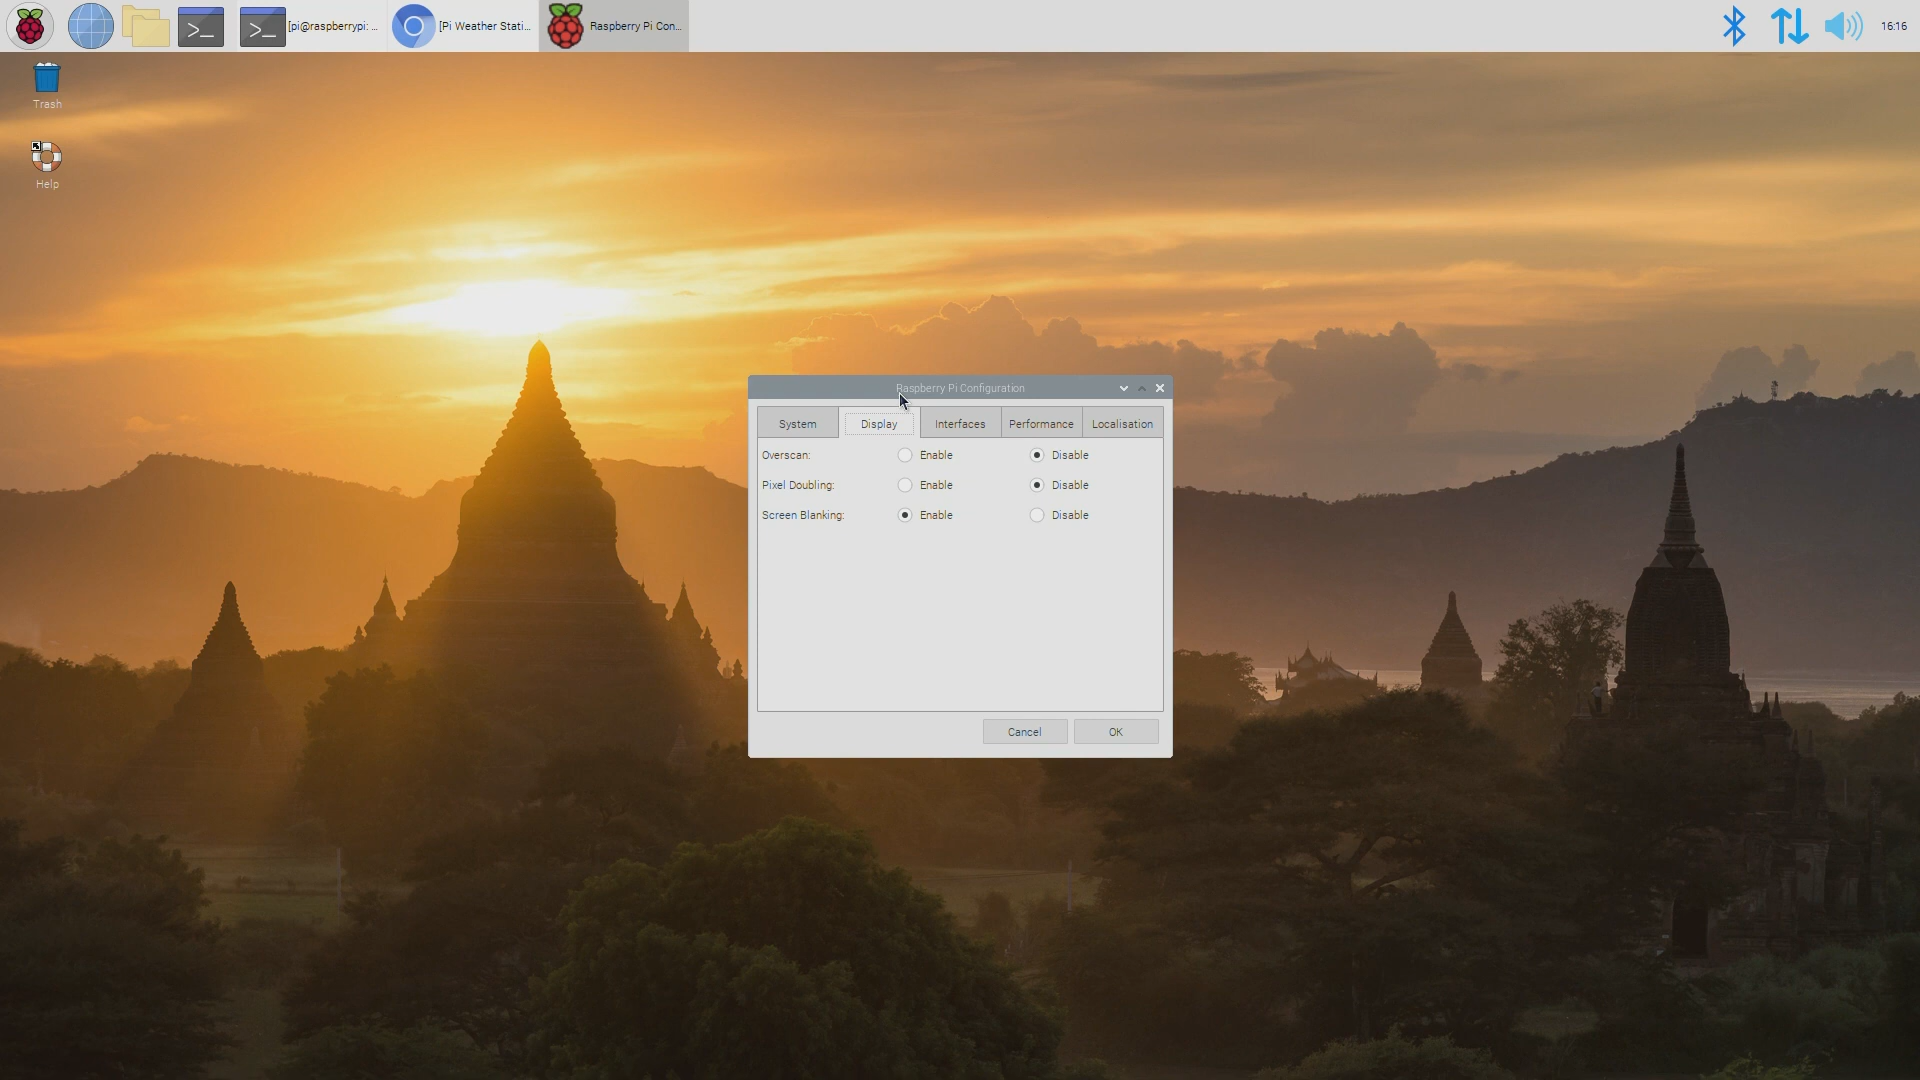 [pi@raspberrypi: ...
[Pi Weather Stati...
Raspberry Pi Con...
16:16
Trash
Help
Raspberry Pi Configuration
System Display Interfaces Performance Localisation
Overscan: Enable Disable
Pixel Doubling: Enable Disable
Screen Blanking: Enable Disable
Cancel OK